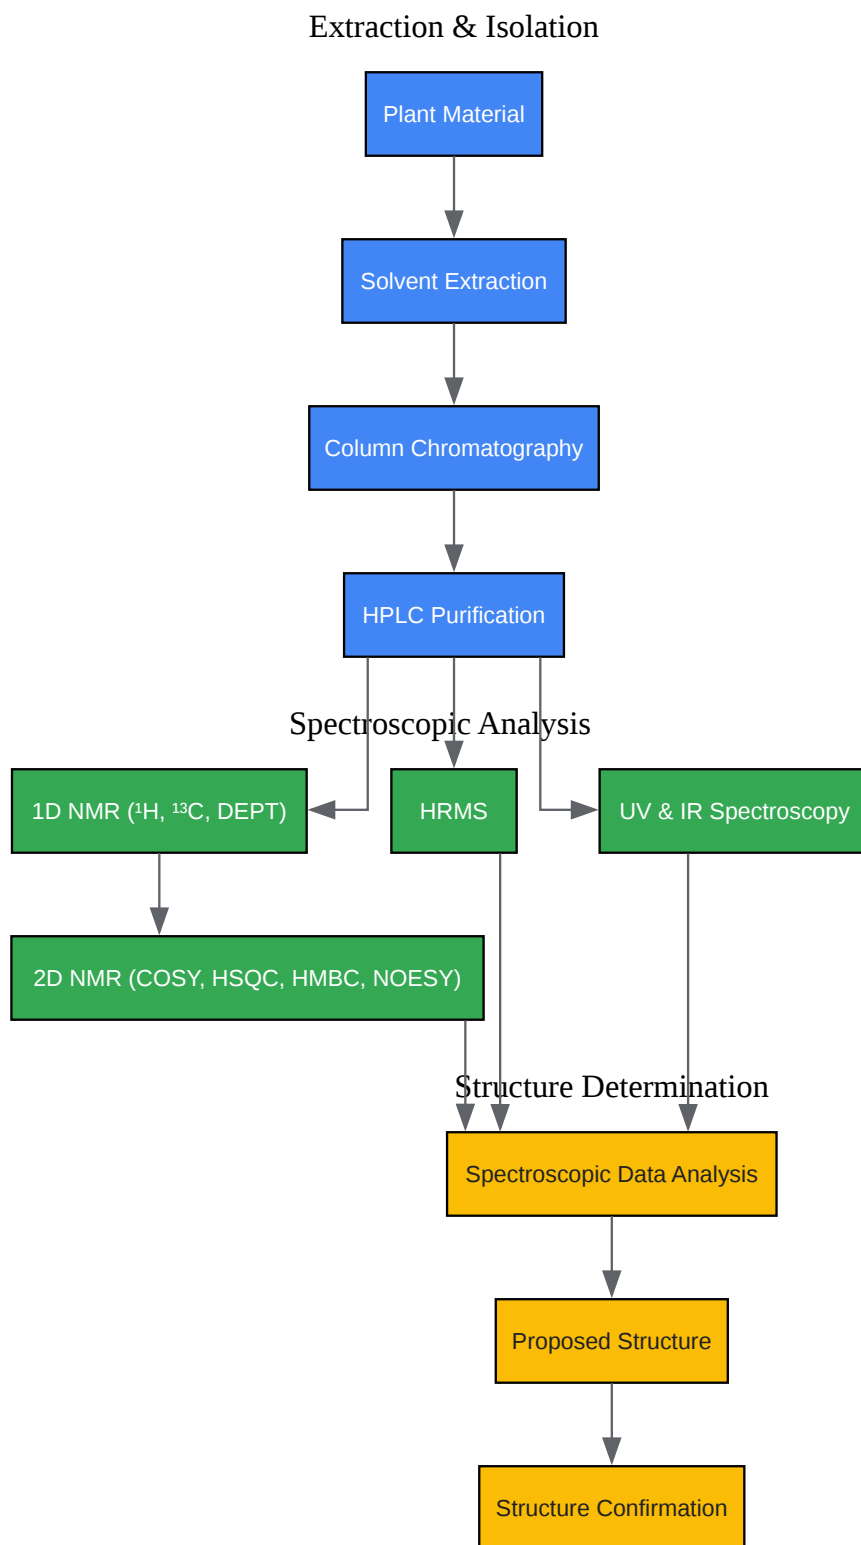 Extraction & Isolation
Plant Material
Solvent Extraction
Column Chromatography
HPLC Purification
Spectroscopic Analysis
1D NMR (¹H, ¹³C, DEPT)
HRMS
UV & IR Spectroscopy
2D NMR (COSY, HSQC, HMBC, NOESY)
Structure Determination
Spectroscopic Data Analysis
Proposed Structure
Structure Confirmation